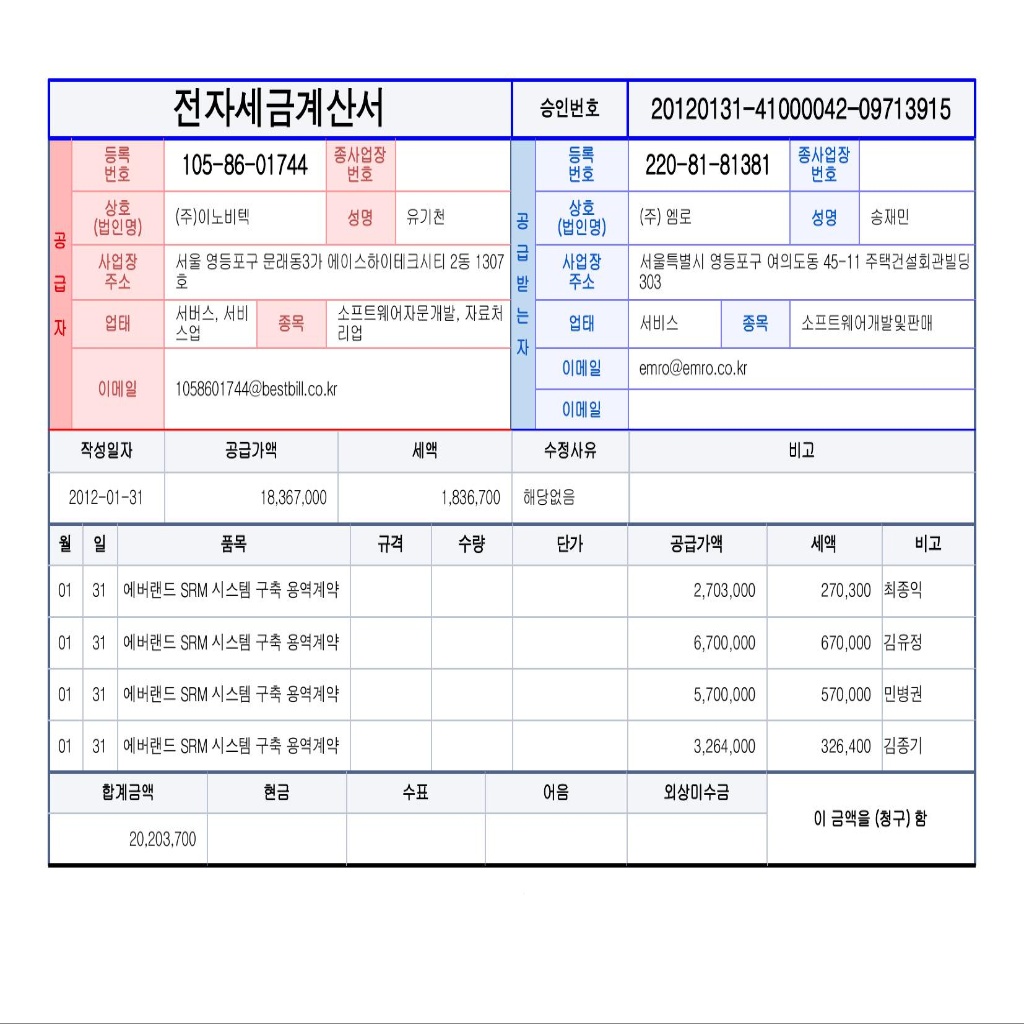 전자세금계산서 승인번호 20120131-41000042-09713915
공급자
등록번호 105-86-01744 종사업장번호
상호(법인명) (주)이노비텍 성명 유기천
사업장주소 서울 영등포구 문래동3가 에이스하이테크시티 2동 1307
호
업태 서버스, 서비
스업
종목 소프트웨어자문개발, 자료처
리업
이메일 1058601744@bestbill.co.kr
공급받는자
등록번호 220-81-81381 종사업장번호
상호(법인명) (주) 엠로 성명 송재민
사업장주소 서울특별시 영등포구 여의도동 45-11 주택건설회관빌딩
303
업태 서비스 종목 소프트웨어개발및판매
이메일 emro@emro.co.kr
이메일
작성일자 공급가액 세액 수정사유 비고
2012-01-31 18,367,000 1,836,700 해당없음
월 일 품목 규격 수량 단가 공급가액 세액 비고
01 31 에버랜드 SRM 시스템 구축 용역계약 2,703,000 270,300 최종익
01 31 에버랜드 SRM 시스템 구축 용역계약 6,700,000 670,000 김유정
01 31 에버랜드 SRM 시스템 구축 용역계약 5,700,000 570,000 민병권
01 31 에버랜드 SRM 시스템 구축 용역계약 3,264,000 326,400 김종기
합계금액 현금 수표 어음 외상미수금 이 금액을 (청구) 함
20,203,700